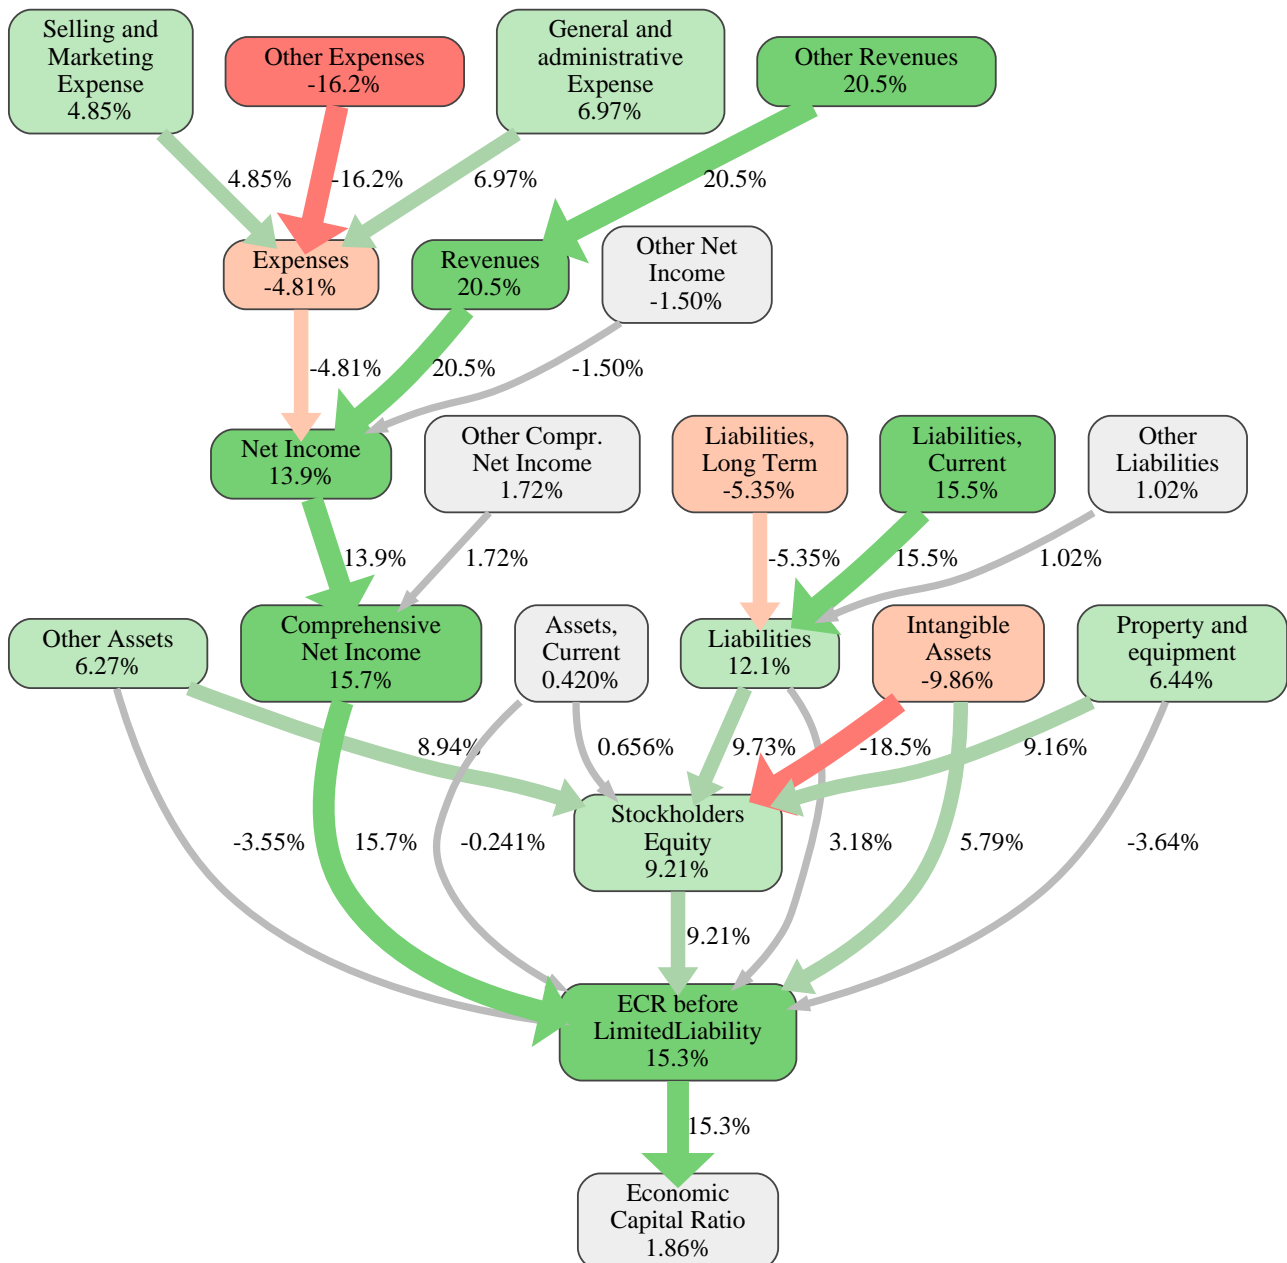 Selling and
Marketing
Expense
4.85%
Other Expenses
-16.2%
General and
administrative
Expense
6.97%
Other Revenues
20.5%
4.85%
-16.2%
6.97%
20.5%
Expenses
-4.81%
Revenues
20.5%
Other Net
Income
-1.50%
-4.81%
20.5%
-1.50%
Net Income
13.9%
Other Compr.
Net Income
1.72%
Liabilities,
Long Term
-5.35%
Liabilities,
Current
15.5%
Other
Liabilities
1.02%
13.9%
1.72%
-5.35%
15.5%
1.02%
Other Assets
6.27%
Comprehensive
Net Income
15.7%
Assets,
Current
0.420%
Liabilities
12.1%
Intangible
Assets
-9.86%
Property and
equipment
6.44%
8.94%
0.656%
9.73%
-18.5%
9.16%
Stockholders
Equity
9.21%
-3.55%
15.7%
-0.241%
3.18%
5.79%
-3.64%
9.21%
ECR before
LimitedLiability
15.3%
15.3%
Economic
Capital Ratio
1.86%